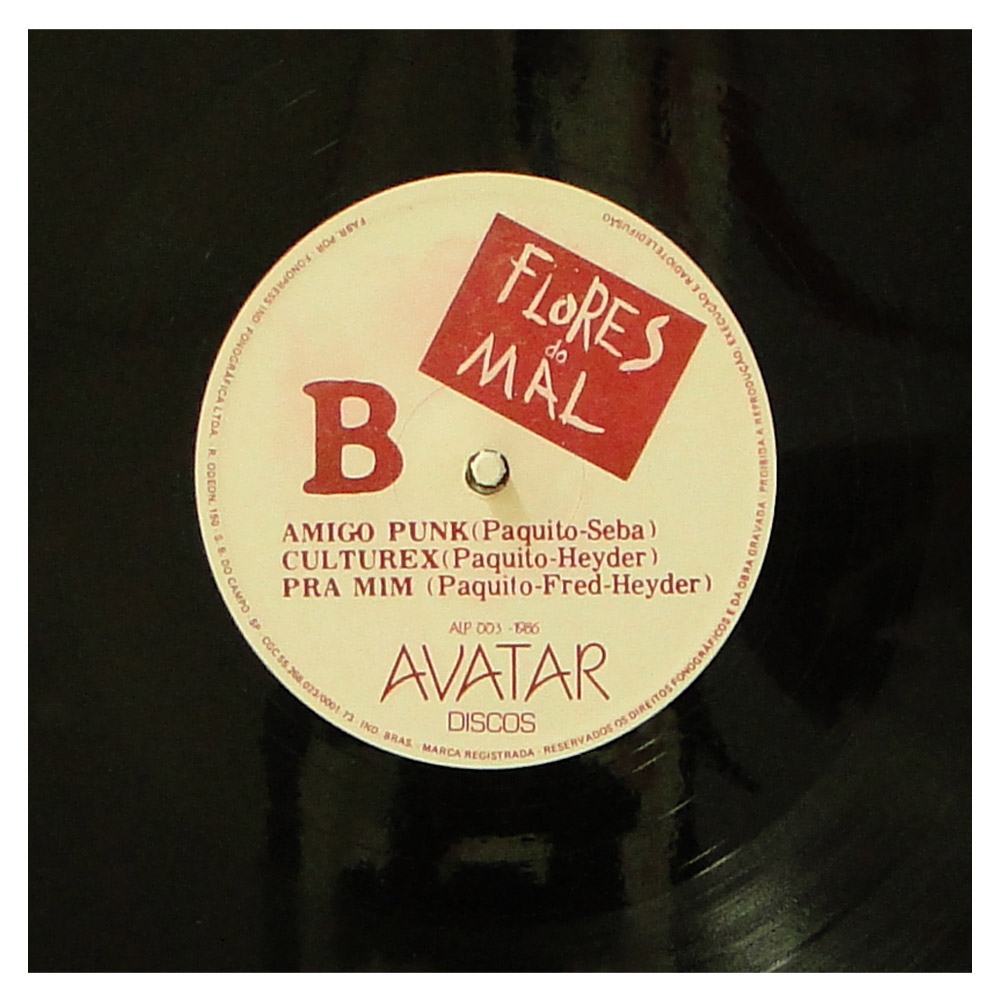 FLORES
do
MAL
B
AMIGO PUNK (Paquito-Seba)
CULTUREX (Paquito-Heyder)
PRA MIM (Paquito-Fred-Heyder)
ALP 003 - 1986
AVATAR
DISCOS
FABR. POR · FONOPRESS IND FONOGRÁFICA LTDA. · R. ODEON, 150 · S. B. DO CAMPO · SP · CGC 55.268.023/0001-73 · IND. BRAS. · MARCA REGISTRADA · RESERVADOS OS DIREITOS FONOGRÁFICOS E DA OBRA GRAVADA · PROIBIDA A REPRODUÇÃO, EXECUÇÃO E RADIOTELEDIFUSÃO